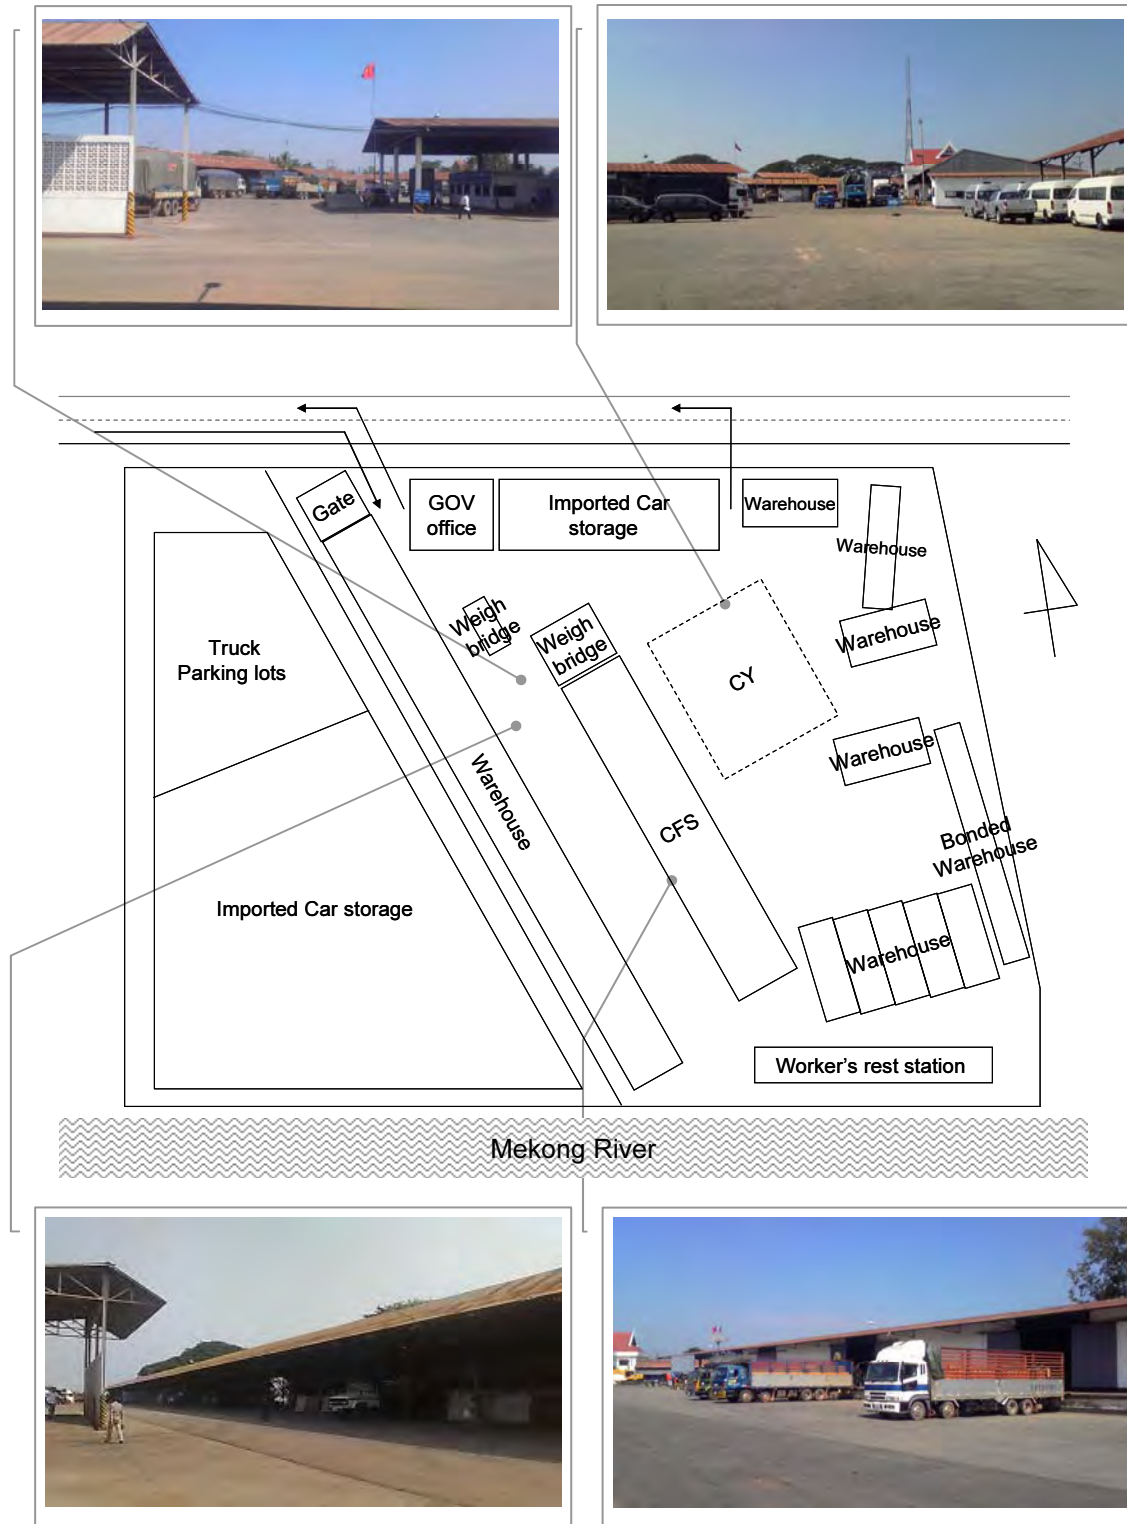 Gate
GOV
office
Imported Car
storage
Warehouse
Warehouse
Weigh
bridge
Weigh
bridge
Warehouse
Truck
Parking lots
CY
Warehouse
Warehouse
CFS
Bonded
Warehouse
Imported Car storage
Warehouse
Worker's rest station
Mekong River